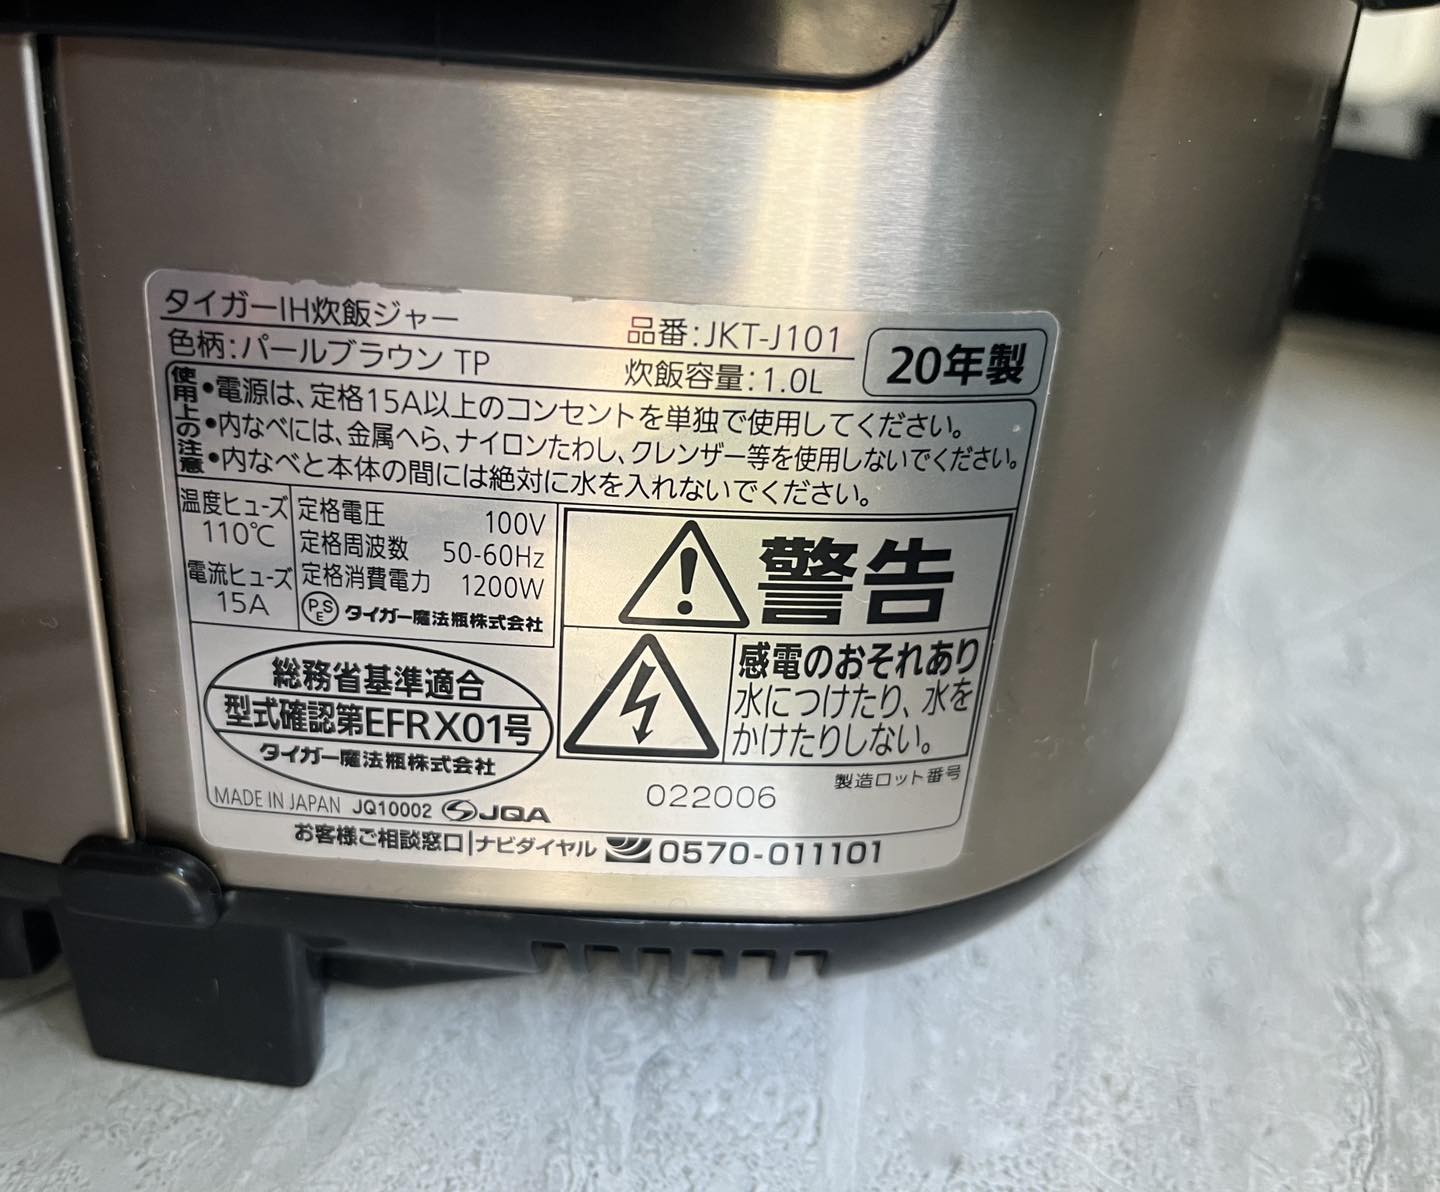 タイガーIH炊飯ジャー
品番:JKT-J101
20年製
色柄:パールブラウン TP
炊飯容量:1.0L
使用上の注意
•電源は、定格15A以上のコンセントを単独で使用してください。
•内なべには、金属へら、ナイロンたわし、クレンザー等を使用しないでください。
•内なべと本体の間には絶対に水を入れないでください。
温度ヒューズ
110℃
電流ヒューズ
15A
定格電圧 100V
定格周波数 50-60Hz
定格消費電力 1200W
PSE タイガー魔法瓶株式会社
警告
感電のおそれあり
水につけたり、水を
かけたりしない。
総務省基準適合
型式確認第EFRX01号
タイガー魔法瓶株式会社
022006
製造ロット番号
MADE IN JAPAN JQ10002 JQA
お客様ご相談窓口|ナビダイヤル 0570-011101